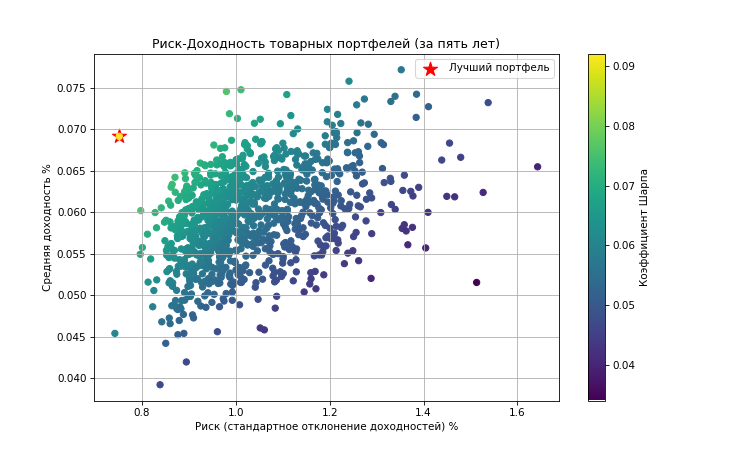 Риск-Доходность товарных портфелей (за пять лет)
Лучший портфель
Средняя доходность %
0.075
0.070
0.065
0.060
0.055
0.050
0.045
0.040
0.8 1.0 1.2 1.4 1.6
Риск (стандартное отклонение доходностей) %
0.09
0.08
0.07
0.06
0.05
0.04
Коэффициент Шарпа